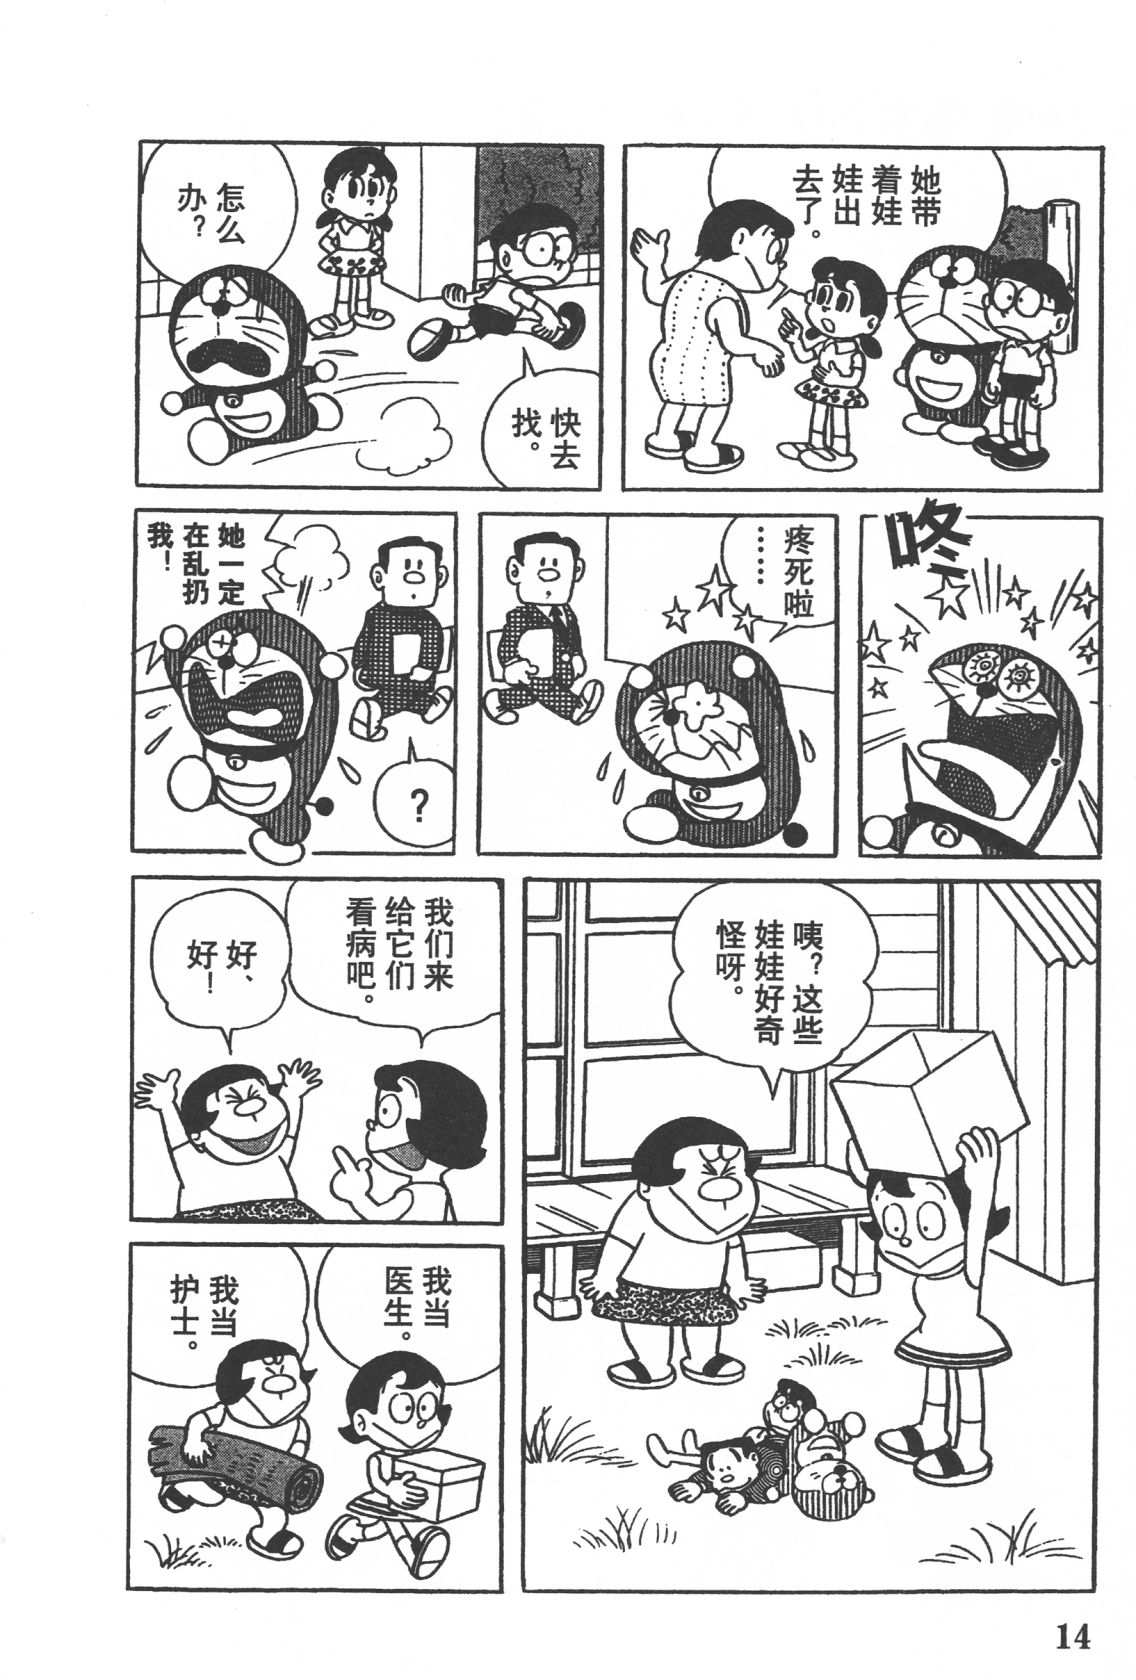 她带
着娃
娃出
去了。
快去
找。
怎么
办？
咚
疼死啦
……
？
她一定
在乱扔
我！
咦？这些
娃娃好奇
怪呀。
我们来
给它们
看病吧。
好、
好！
我当
医生。
我当
护士。
14